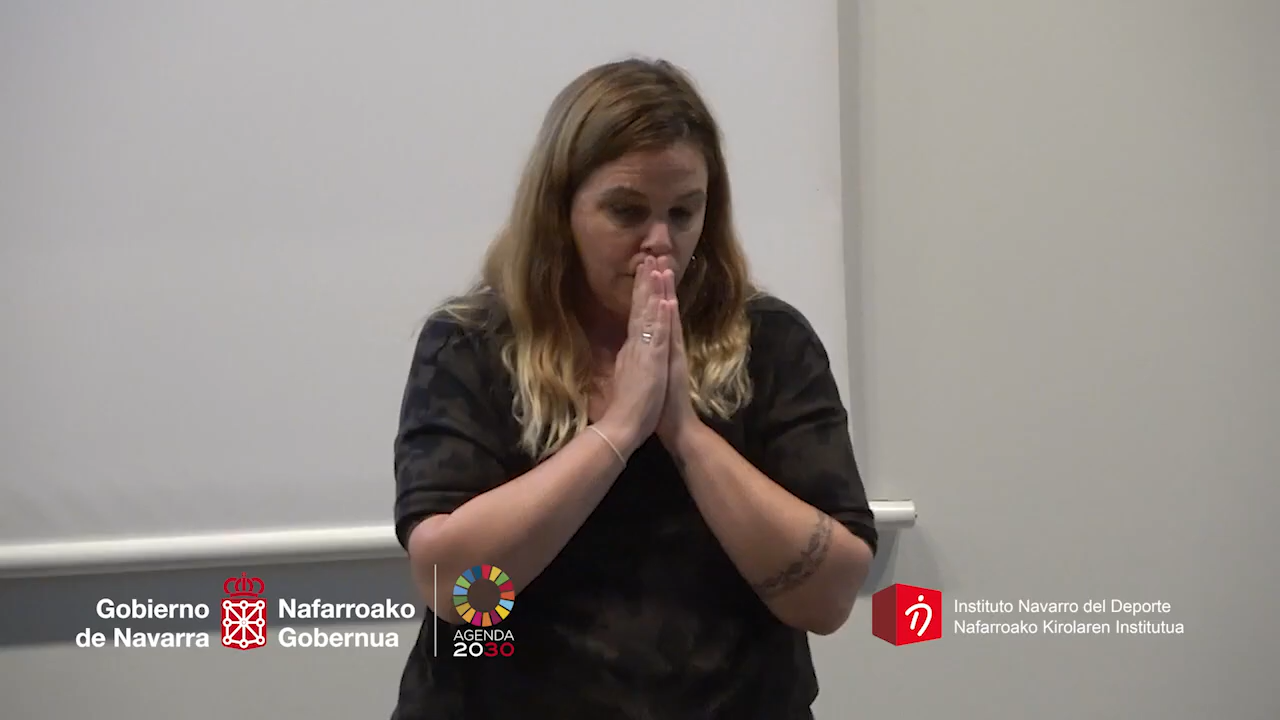 Gobierno
de Navarra
Nafarroako
Gobernua
AGENDA
2030
Instituto Navarro del Deporte
Nafarroako Kirolaren Institutua